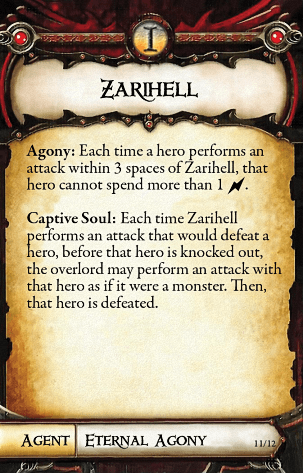 I
ZARIHELL
Agony: Each time a hero performs an
attack within 3 spaces of Zarihell, that
hero cannot spend more than 1 .
Captive Soul: Each time Zarihell
performs an attack that would defeat a
hero, before that hero is knocked out,
the overlord may perform an attack with
that hero as if it were a monster. Then,
that hero is defeated.
AGENT ETERNAL AGONY 11/12